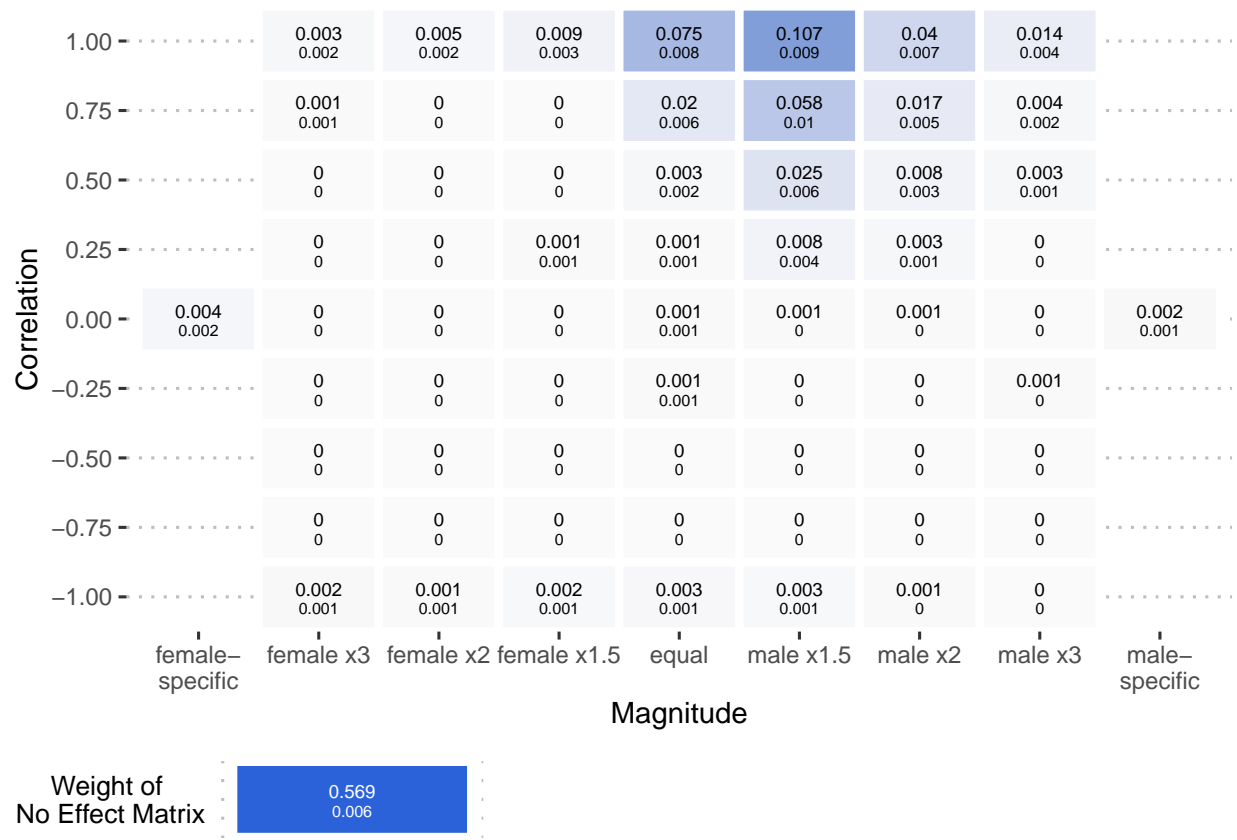 1.00 0.003 0.005 0.009 0.075 0.107 0.04 0.014
0.002 0.002 0.003 0.008 0.009 0.007 0.004
0.75 0.001 0 0 0.02 0.058 0.017 0.004
0.001 0 0 0.006 0.01 0.005 0.002
0.50 0 0 0 0.003 0.025 0.008 0.003
0 0 0 0.002 0.006 0.003 0.001
0.25 0 0 0.001 0.001 0.008 0.003 0
0 0 0.001 0.001 0.004 0.001 0
Correlation
0.00 0.004 0 0 0 0.001 0.001 0.001 0 0.002
0.002 0 0 0 0.001 0 0 0 0.001
−0.25 0 0 0 0.001 0 0 0.001
0 0 0 0.001 0 0 0
−0.50 0 0 0 0 0 0 0
0 0 0 0 0 0 0
−0.75 0 0 0 0 0 0 0
0 0 0 0 0 0 0
−1.00 0.002 0.001 0.002 0.003 0.003 0.001 0
0.001 0.001 0.001 0.001 0.001 0 0
female− female x3 female x2 female x1.5 equal male x1.5 male x2 male x3 male−
specific specific
Magnitude
Weight of
No Effect Matrix
0.569
0.006